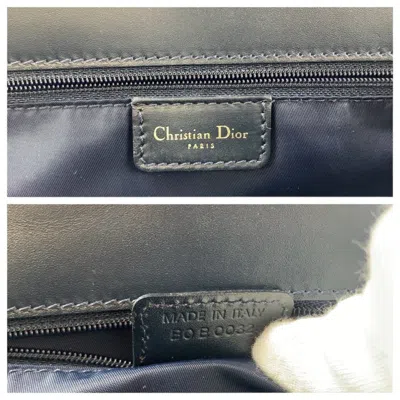 Christian Dior
PARIS
MADE IN ITALY
BO B 0032